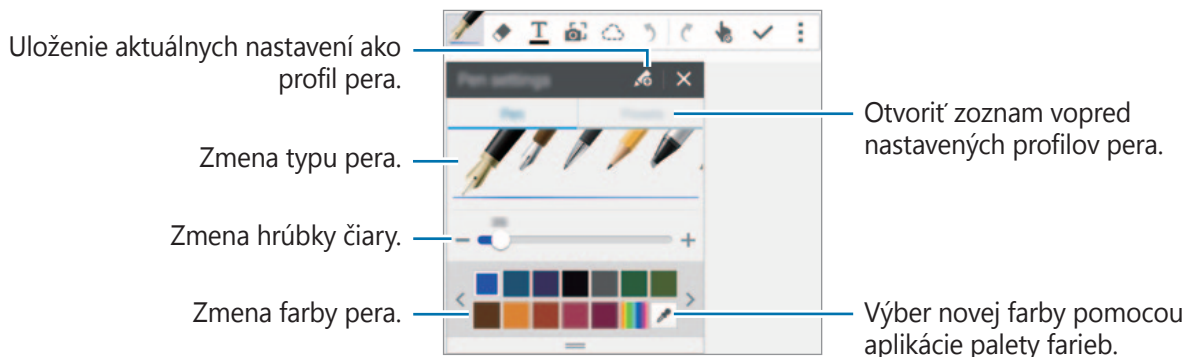 Uloženie aktuálnych nastavení ako
profil pera.
Pen settings
Pen
Otvoriť zoznam vopred
nastavených profilov pera.
Zmena typu pera.
Zmena hrúbky čiary.
Zmena farby pera.
Výber novej farby pomocou
aplikácie palety farieb.